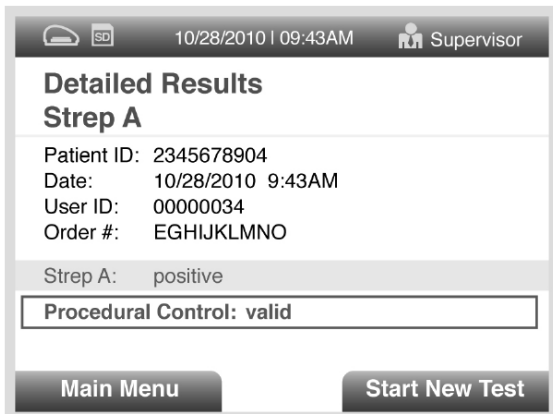 SD 10/28/2010 | 09:43AM Supervisor
Detailed Results
Strep A
Patient ID: 2345678904
Date: 10/28/2010 9:43AM
User ID: 00000034
Order #: EGHIJKLMNO
Strep A: positive
Procedural Control: valid
Main Menu Start New Test